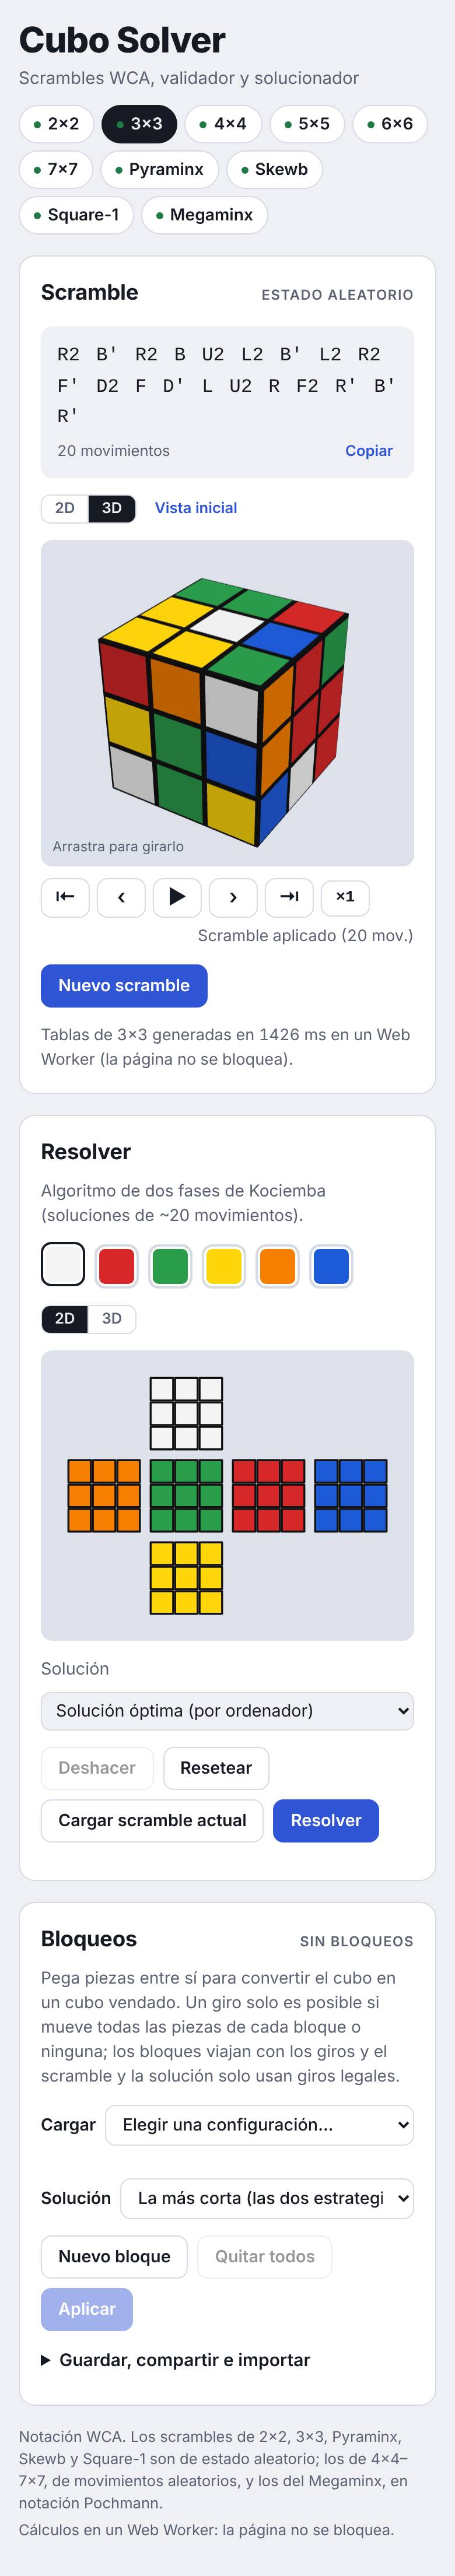 Cubo Solver
Scrambles WCA, validador y solucionador
2×2 3×3 4×4 5×5 6×6
7×7 Pyraminx Skewb
Square-1 Megaminx
Scramble ESTADO ALEATORIO
R2 B' R2 B U2 L2 B' L2 R2
F' D2 F D' L U2 R F2 R' B'
R'
20 movimientos Copiar
2D 3D Vista inicial
Arrastra para girarlo
×1
Scramble aplicado (20 mov.)
Nuevo scramble
Tablas de 3×3 generadas en 1426 ms en un Web
Worker (la página no se bloquea).
Resolver
Algoritmo de dos fases de Kociemba
(soluciones de ~20 movimientos).
2D 3D
Solución
Solución óptima (por ordenador)
Deshacer Resetear
Cargar scramble actual Resolver
Bloqueos SIN BLOQUEOS
Pega piezas entre sí para convertir el cubo en
un cubo vendado. Un giro solo es posible si
mueve todas las piezas de cada bloque o
ninguna; los bloques viajan con los giros y el
scramble y la solución solo usan giros legales.
Cargar Elegir una configuración…
Solución La más corta (las dos estrategi
Nuevo bloque Quitar todos
Aplicar
Guardar, compartir e importar
Notación WCA. Los scrambles de 2×2, 3×3, Pyraminx,
Skewb y Square-1 son de estado aleatorio; los de 4×4–
7×7, de movimientos aleatorios, y los del Megaminx, en
notación Pochmann.
Cálculos en un Web Worker: la página no se bloquea.